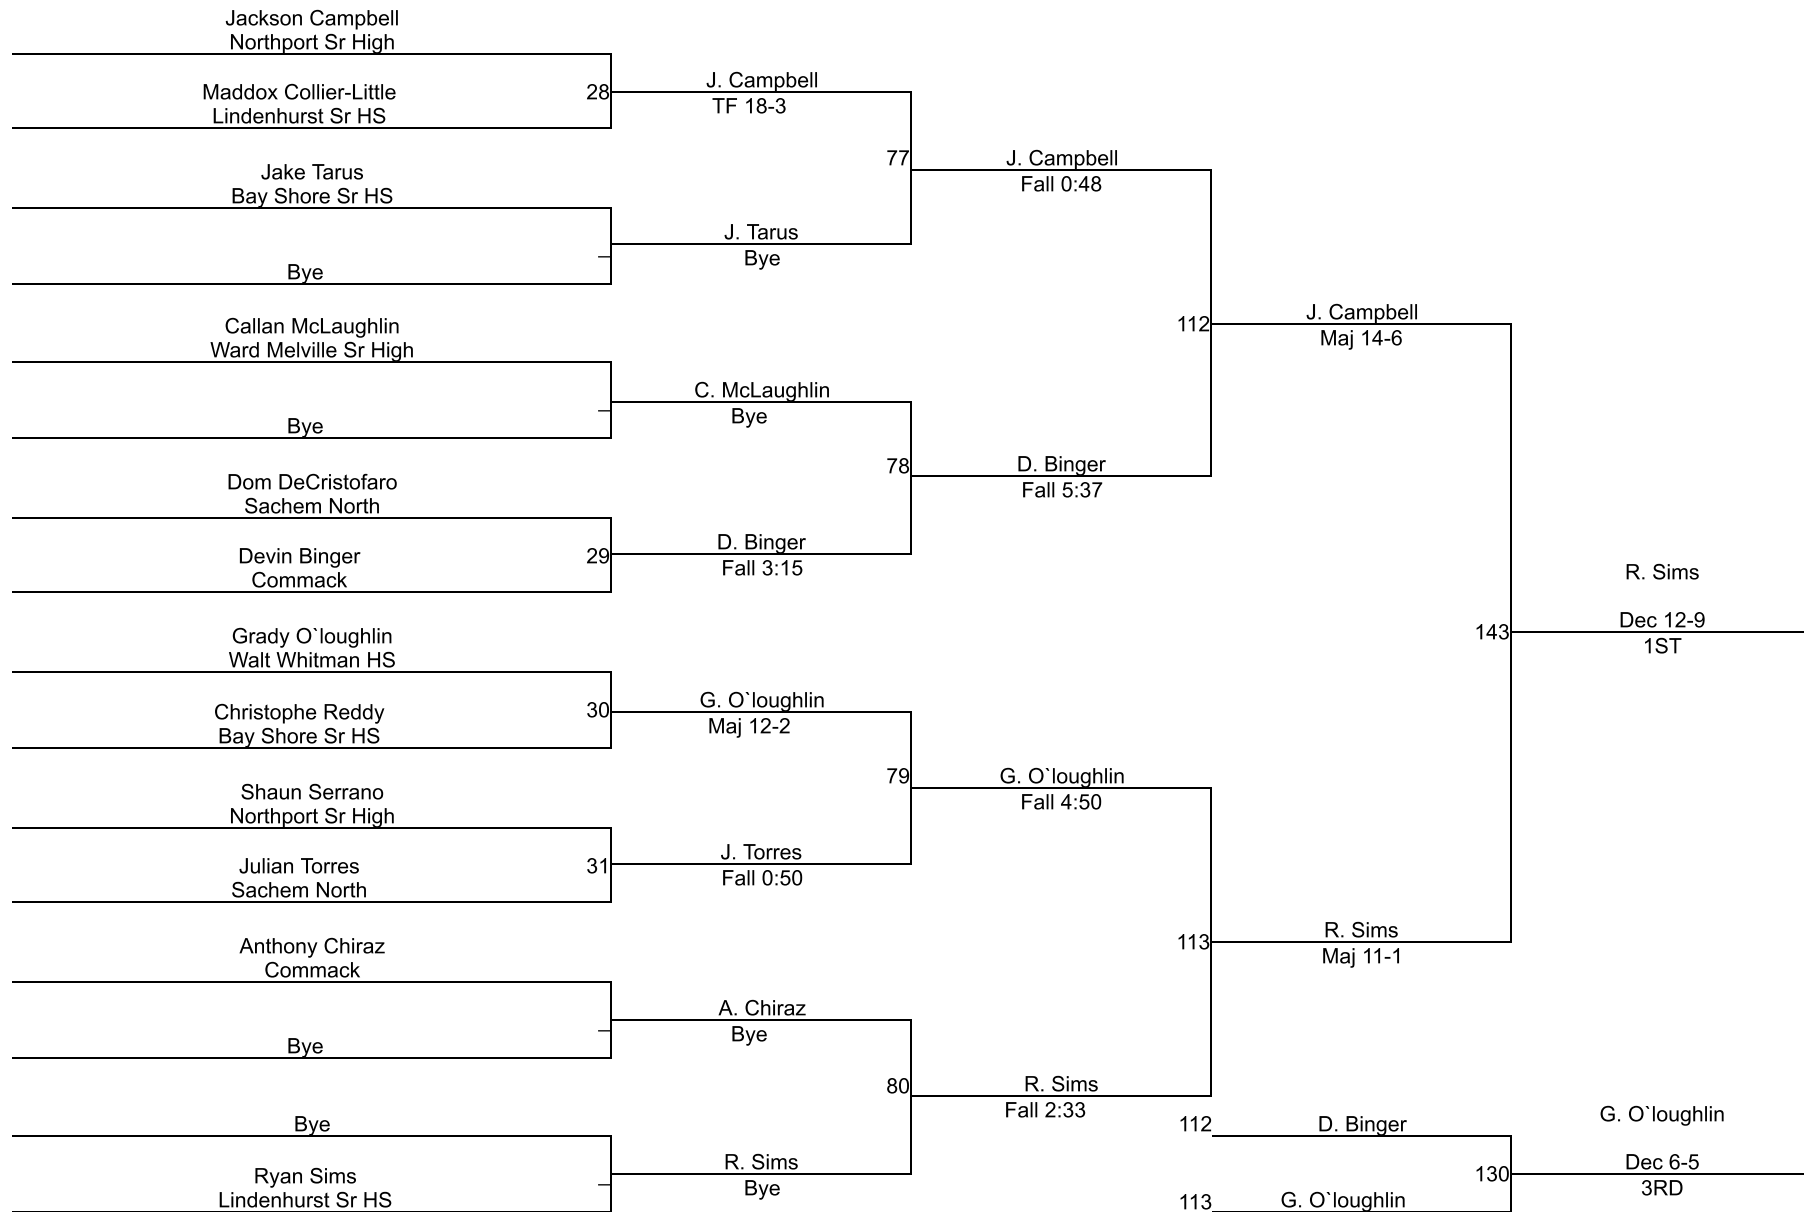 Jackson Campbell
Northport Sr High
Maddox Collier-Little
Lindenhurst Sr HS
28
J. Campbell
TF 18-3
Jake Tarus
Bay Shore Sr HS
Bye
J. Tarus
Bye
77
J. Campbell
Fall 0:48
Callan McLaughlin
Ward Melville Sr High
Bye
C. McLaughlin
Bye
Dom DeCristofaro
Sachem North
Devin Binger
Commack
29
D. Binger
Fall 3:15
78
D. Binger
Fall 5:37
112
J. Campbell
Maj 14-6
Grady O`loughlin
Walt Whitman HS
Christophe Reddy
Bay Shore Sr HS
30
G. O`loughlin
Maj 12-2
Shaun Serrano
Northport Sr High
Julian Torres
Sachem North
31
J. Torres
Fall 0:50
79
G. O`loughlin
Fall 4:50
Anthony Chiraz
Commack
Bye
A. Chiraz
Bye
Bye
Ryan Sims
Lindenhurst Sr HS
R. Sims
Bye
80
R. Sims
Fall 2:33
113
R. Sims
Maj 11-1
143
R. Sims
Dec 12-9
1ST
112
D. Binger
113
G. O`loughlin
130
G. O`loughlin
Dec 6-5
3RD